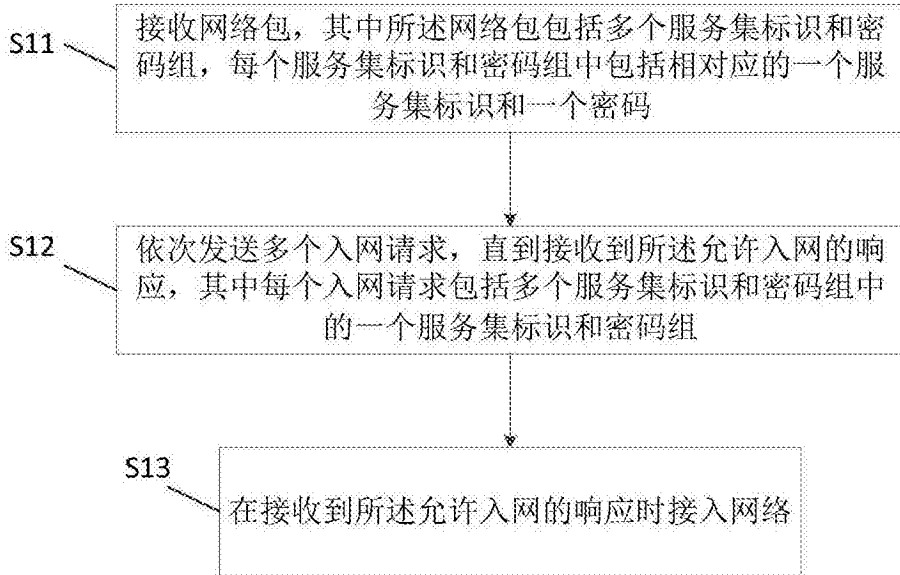 S11
接收网络包，其中所述网络包包括多个服务集标识和密
码组，每个服务集标识和密码组中包括相对应的一个服
务集标识和一个密码
S12
依次发送多个入网请求，直到接收到所述允许入网的响
应，其中每个入网请求包括多个服务集标识和密码组中
的一个服务集标识和密码组
S13
在接收到所述允许入网的响应时接入网络